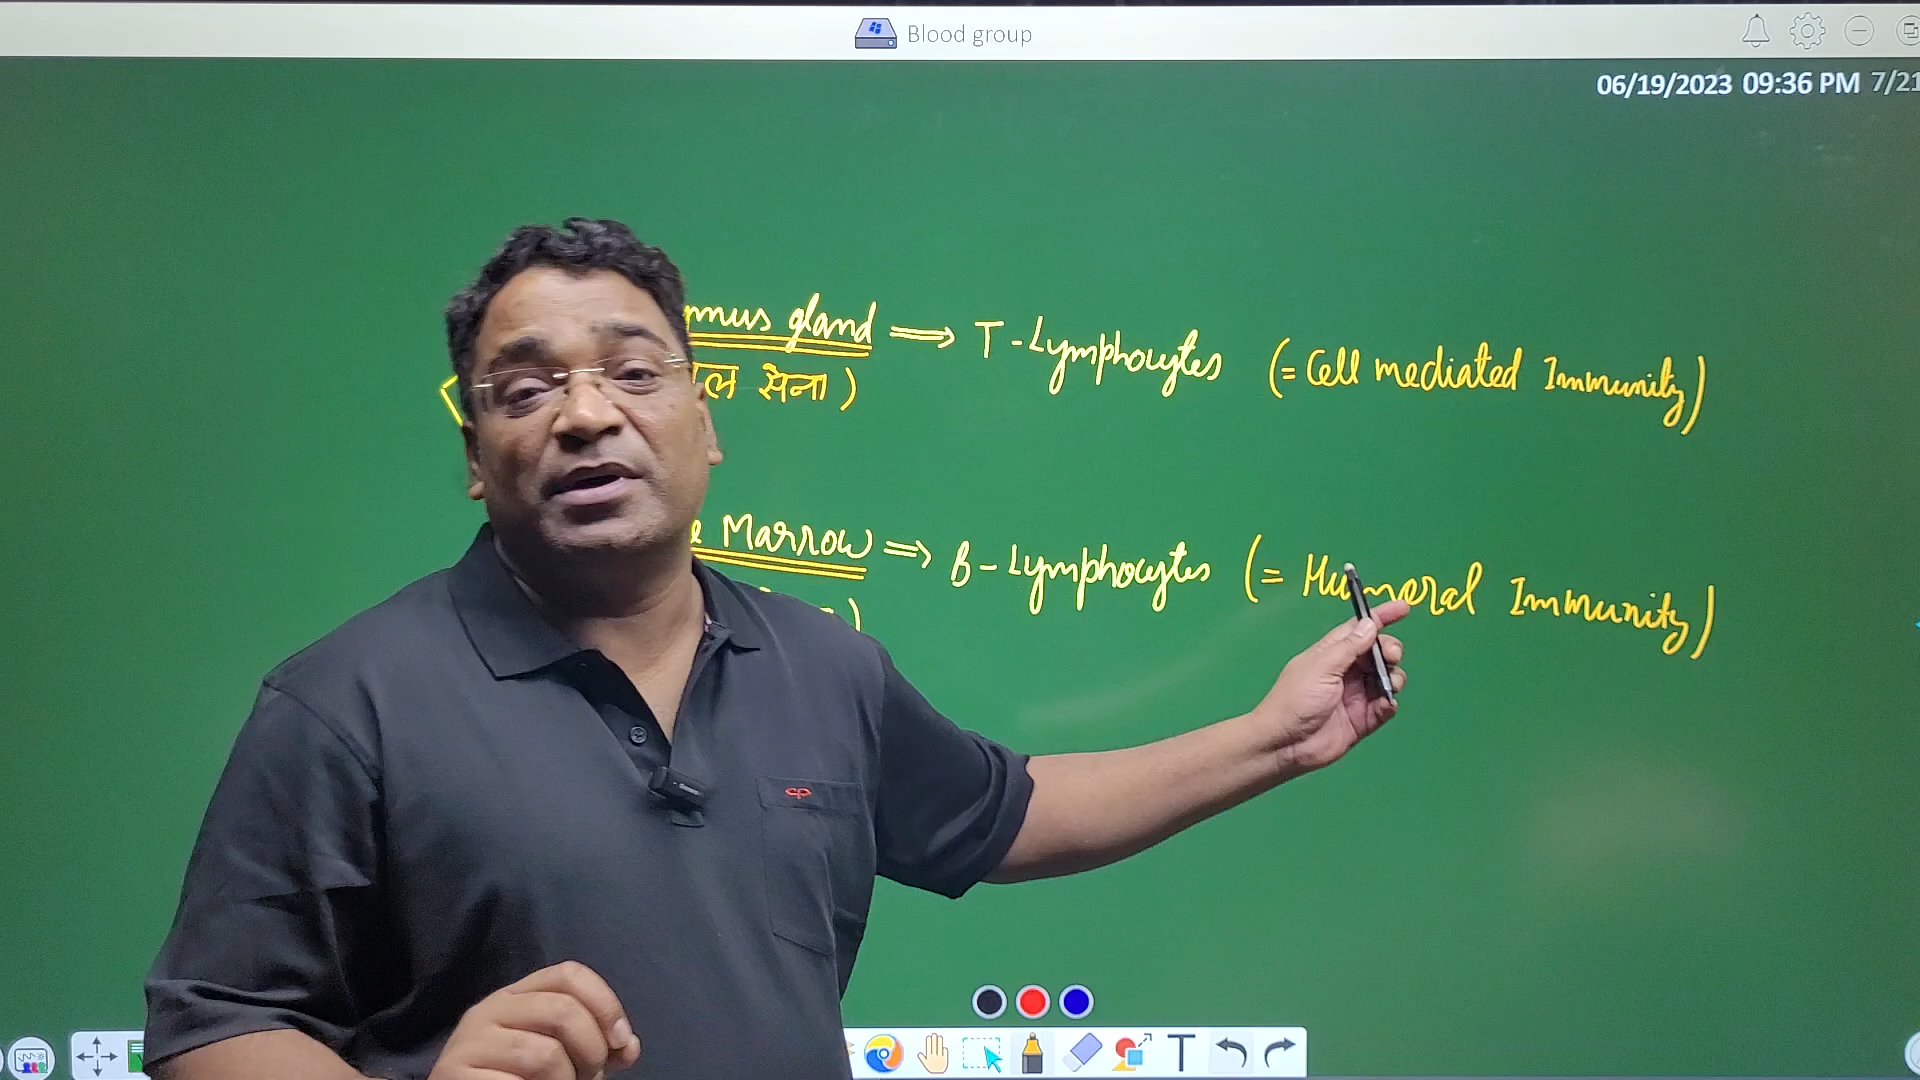 Blood group
06/19/2023 09:36 PM 7/21
mus gland ⟹ T-Lymphocytes (= Cell mediated Immunity)
ल सेना )
Marrow ⟹ B-Lymphocytes (= Humoral Immunity)
)
T